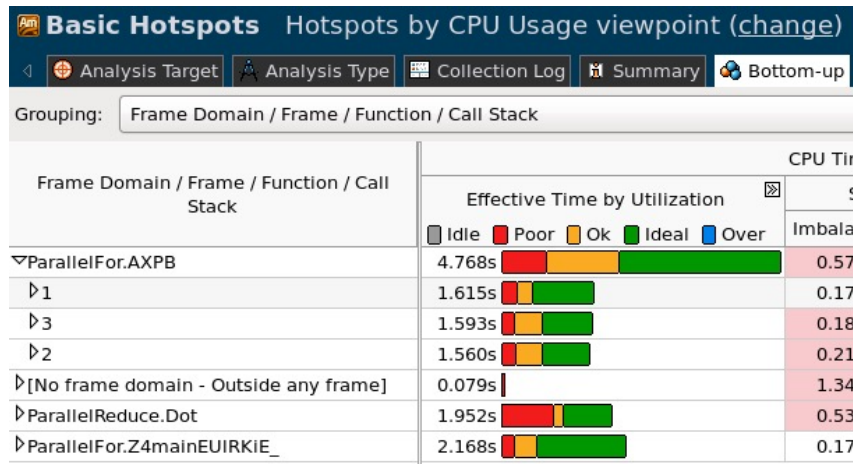 Basic Hotspots Hotspots by CPU Usage viewpoint (change)
Analysis Target Analysis Type Collection Log Summary Bottom-up
Grouping: Frame Domain / Frame / Function / Call Stack
CPU Tir
Frame Domain / Frame / Function / Call
Stack
Effective Time by Utilization
Idle Poor Ok Ideal Over Imbala
ParallelFor.AXPB 4.768s 0.57
1 1.615s 0.17
3 1.593s 0.18
2 1.560s 0.21
[No frame domain - Outside any frame] 0.079s 1.34
ParallelReduce.Dot 1.952s 0.53
ParallelFor.Z4mainEUlRKiE_ 2.168s 0.17